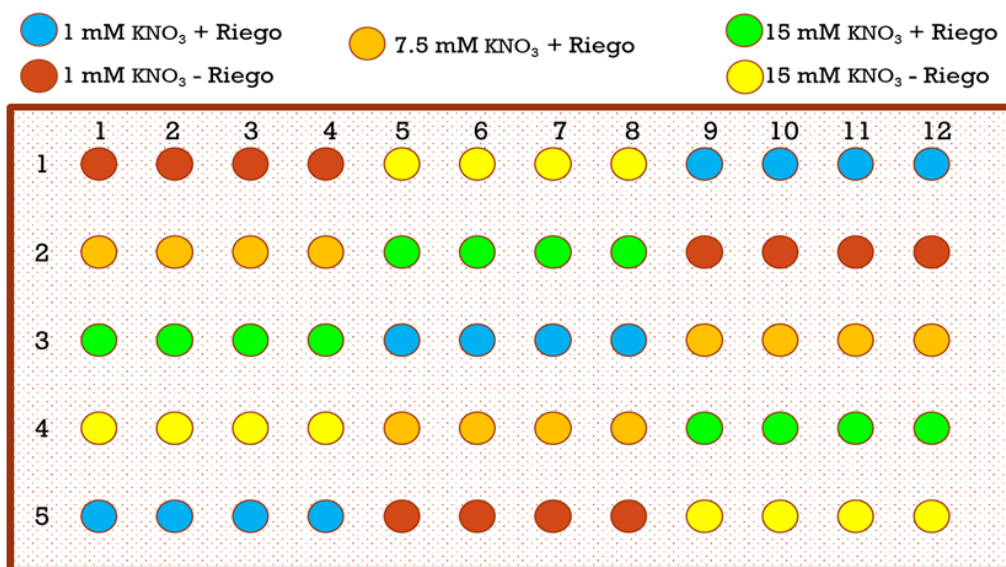 1 mM KNO₃ + Riego
7.5 mM KNO₃ + Riego
15 mM KNO₃ + Riego
1 mM KNO₃ - Riego
15 mM KNO₃ - Riego
1 2 3 4 5 6 7 8 9 10 11 12
1
2
3
4
5